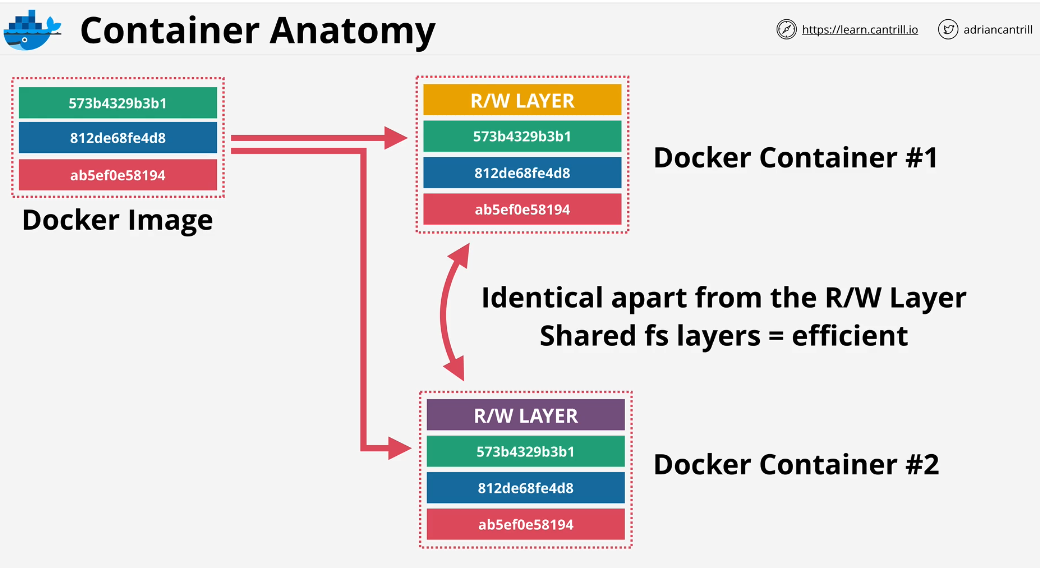 Container Anatomy
https://learn.cantrill.io
adriancantrill
573b4329b3b1
812de68fe4d8
ab5ef0e58194
Docker Image
R/W LAYER
573b4329b3b1
812de68fe4d8
ab5ef0e58194
Docker Container #1
Identical apart from the R/W Layer
Shared fs layers = efficient
R/W LAYER
573b4329b3b1
812de68fe4d8
ab5ef0e58194
Docker Container #2